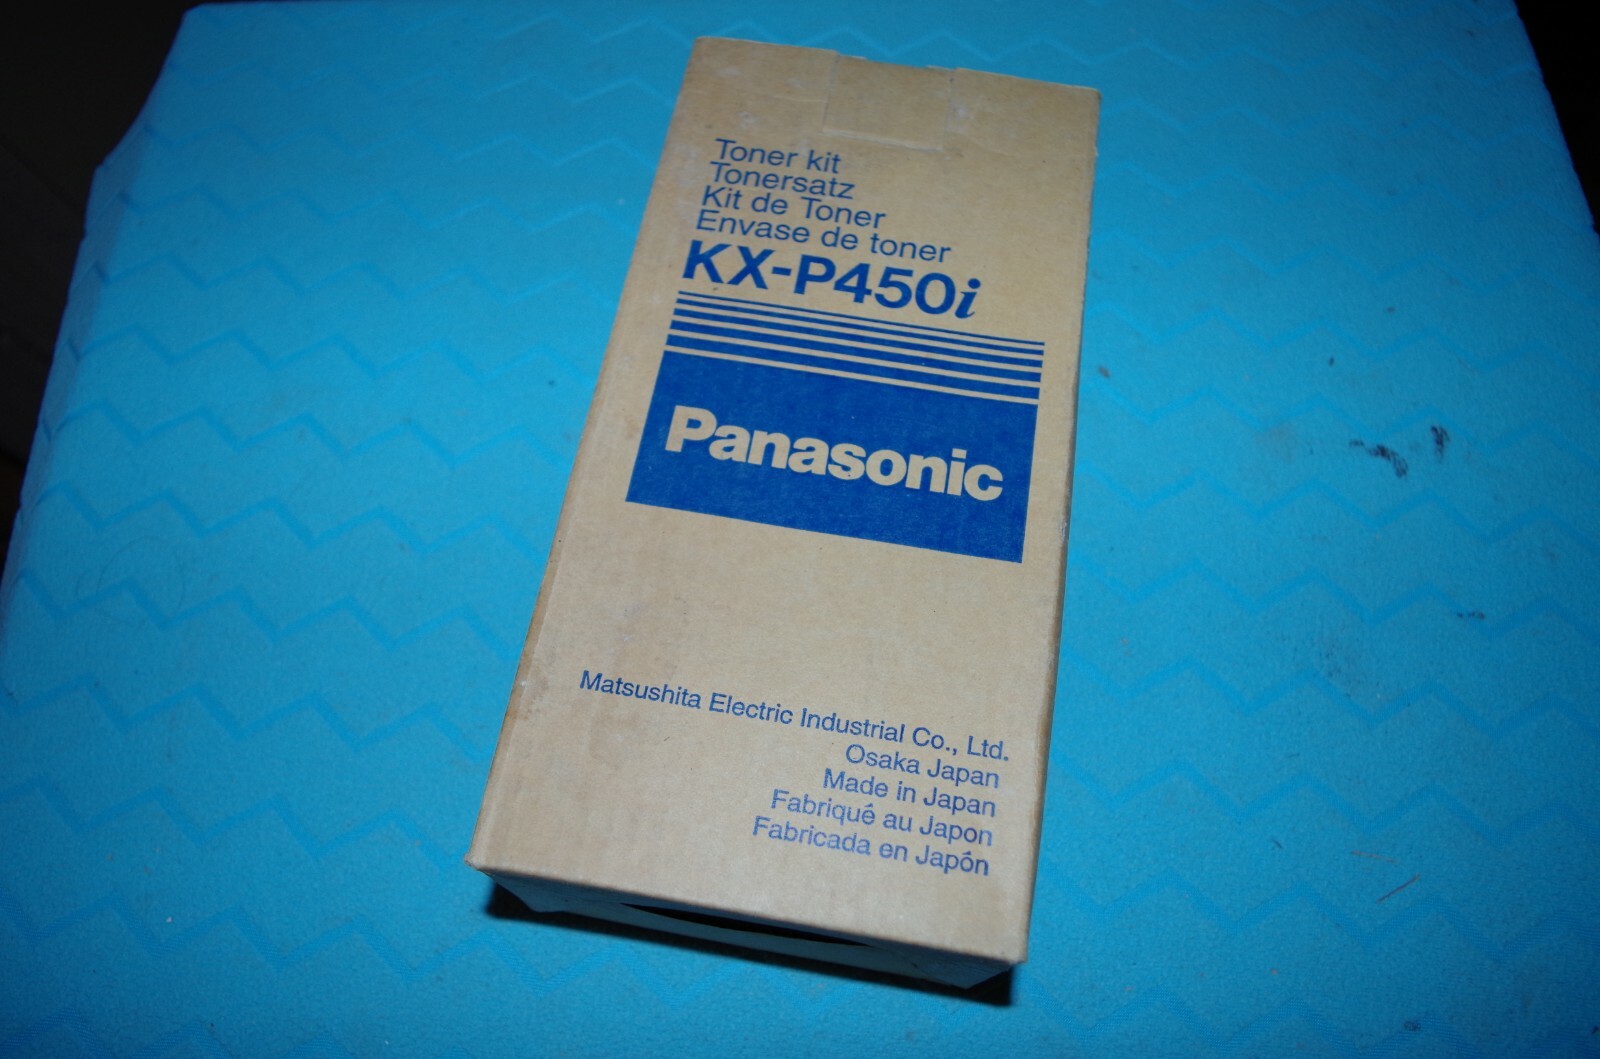 Toner kit
Tonersatz
Kit de Toner
Envase de toner
KX-P450i
Panasonic
Matsushita Electric Industrial Co., Ltd.
Osaka Japan
Made in Japan
Fabriqué au Japon
Fabricada en Japón